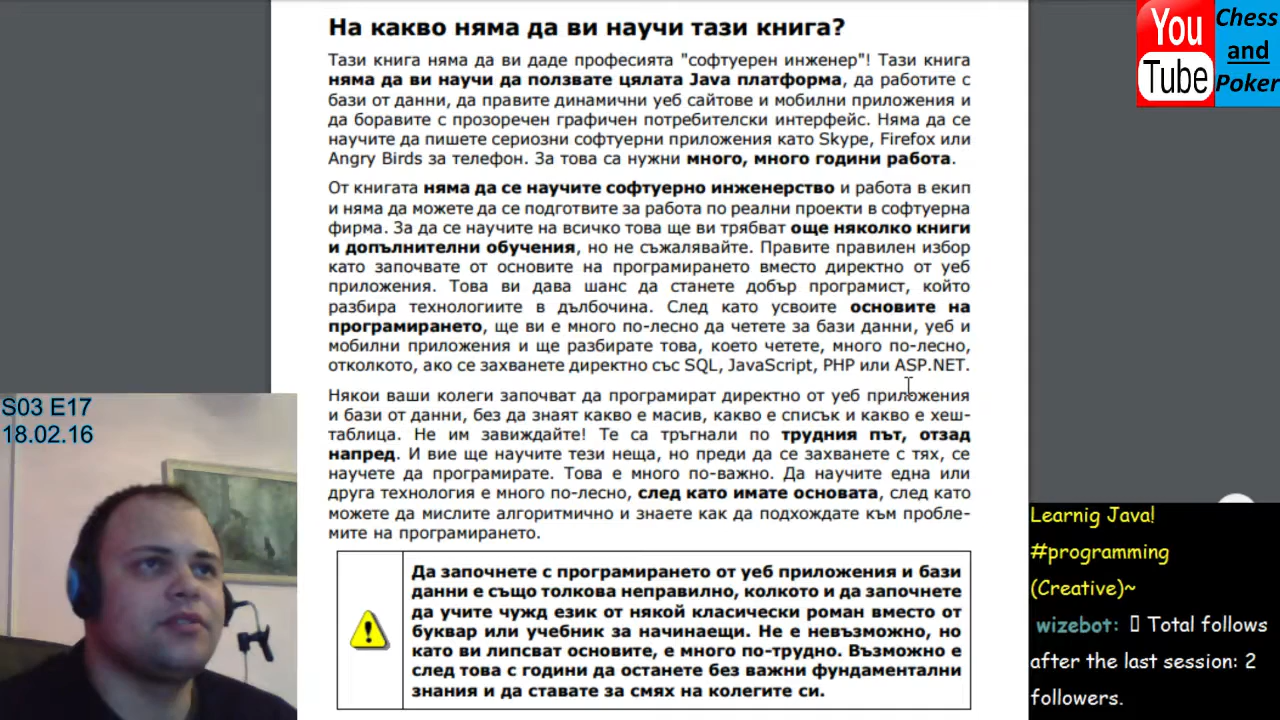 На какво няма да ви научи тази книга?
Тази книга няма да ви даде професията "софтуерен инженер"! Тази книга
няма да ви научи да ползвате цялата Java платформа, да работите с
бази от данни, да правите динамични уеб сайтове и мобилни приложения и
да боравите с прозоречен графичен потребителски интерфейс. Няма да се
научите да пишете сериозни софтуерни приложения като Skype, Firefox или
Angry Birds за телефон. За това са нужни много, много години работа.
От книгата няма да се научите софтуерно инженерство и работа в екип
и няма да можете да се подготвите за работа по реални проекти в софтуерна
фирма. За да се научите на всичко това ще ви трябват още няколко книги
и допълнителни обучения, но не съжалявайте. Правите правилен избор
като започвате от основите на програмирането вместо директно от уеб
приложения. Това ви дава шанс да станете добър програмист, който
разбира технологиите в дълбочина. След като усвоите основите на
програмирането, ще ви е много по-лесно да четете за бази данни, уеб и
мобилни приложения и ще разбирате това, което четете, много по-лесно,
отколкото, ако се захванете директно със SQL, JavaScript, PHP или ASP.NET.
Някои ваши колеги започват да програмират директно от уеб приложения
и бази от данни, без да знаят какво е масив, какво е списък и какво е хеш-
таблица. Не им завиждайте! Те са тръгнали по трудния път, отзад
напред. И вие ще научите тези неща, но преди да се захванете с тях, се
научете да програмирате. Това е много по-важно. Да научите една или
друга технология е много по-лесно, след като имате основата, след като
можете да мислите алгоритмично и знаете как да подхождате към пробле-
мите на програмирането.
Да започнете с програмирането от уеб приложения и бази
данни е също толкова неправилно, колкото и да започнете
да учите чужд език от някой класически роман вместо от
буквар или учебник за начинаещи. Не е невъзможно, но
като ви липсват основите, е много по-трудно. Възможно е
след това с години да останете без важни фундаментални
знания и да ставате за смях на колегите си.
You
Tube
Chess
and
Poker
S03 E17
18.02.16
Learnig Java!
#programming
(Creative)~
wizebot: Total follows
after the last session: 2
followers.